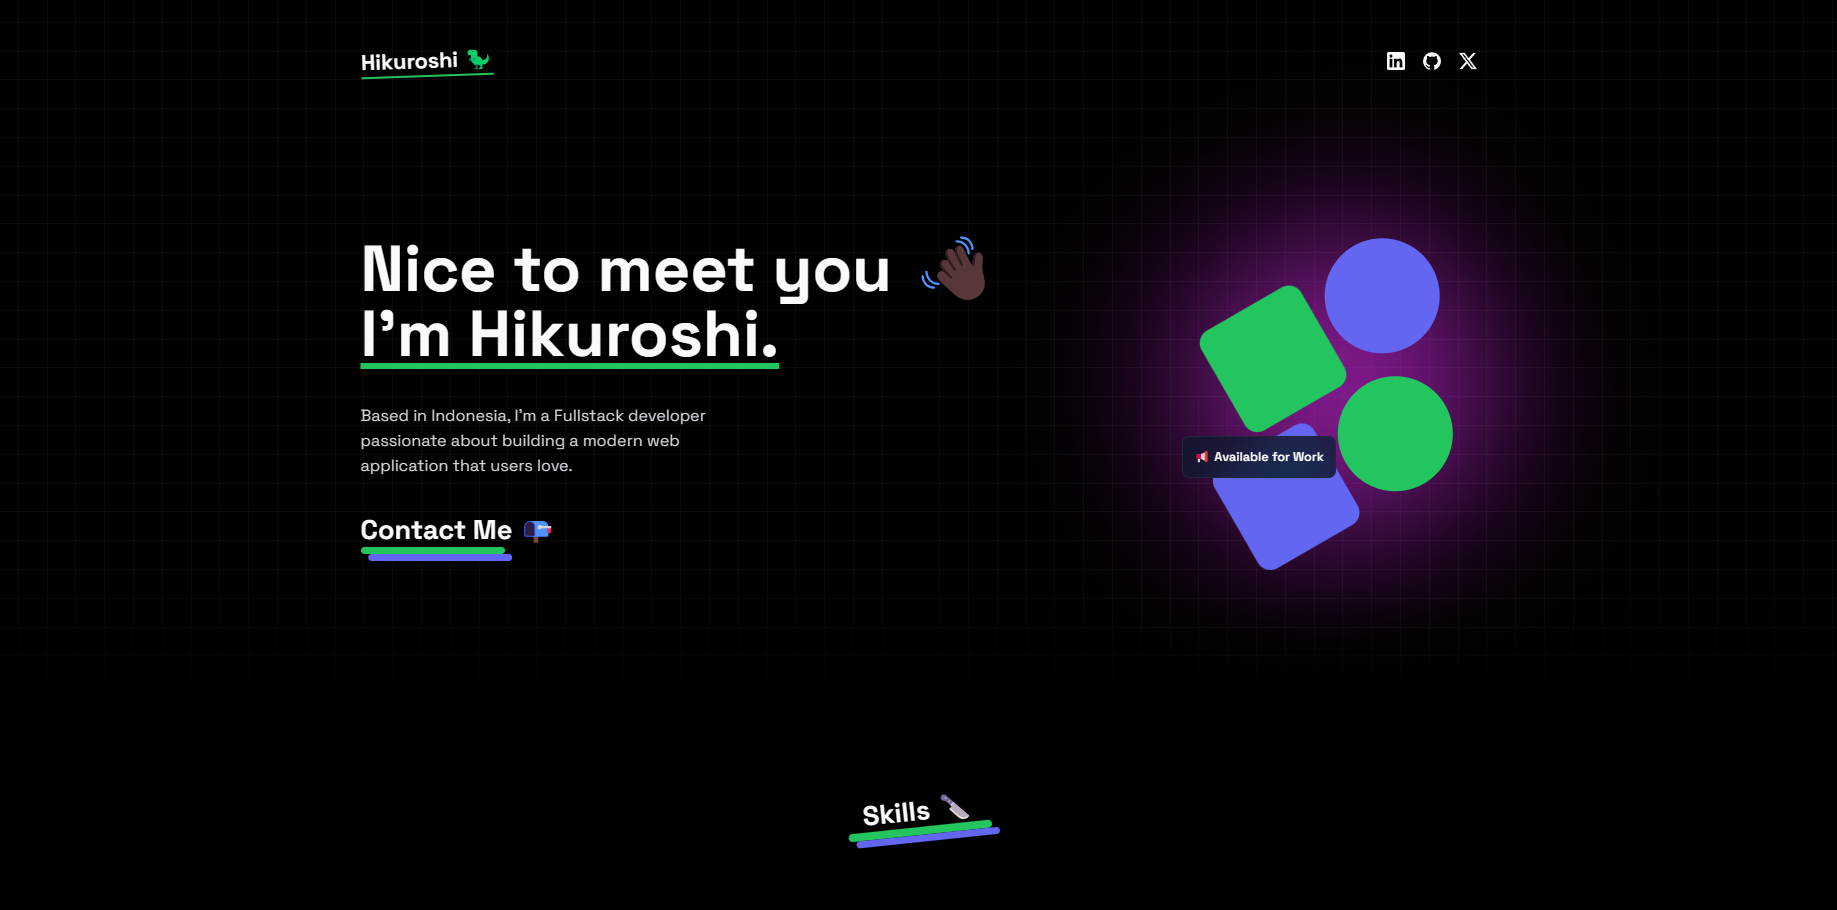 Hikuroshi
Nice to meet you
I'm Hikuroshi.
Based in Indonesia, I'm a Fullstack developer
passionate about building a modern web
application that users love.
Contact Me
Available for Work
Skills